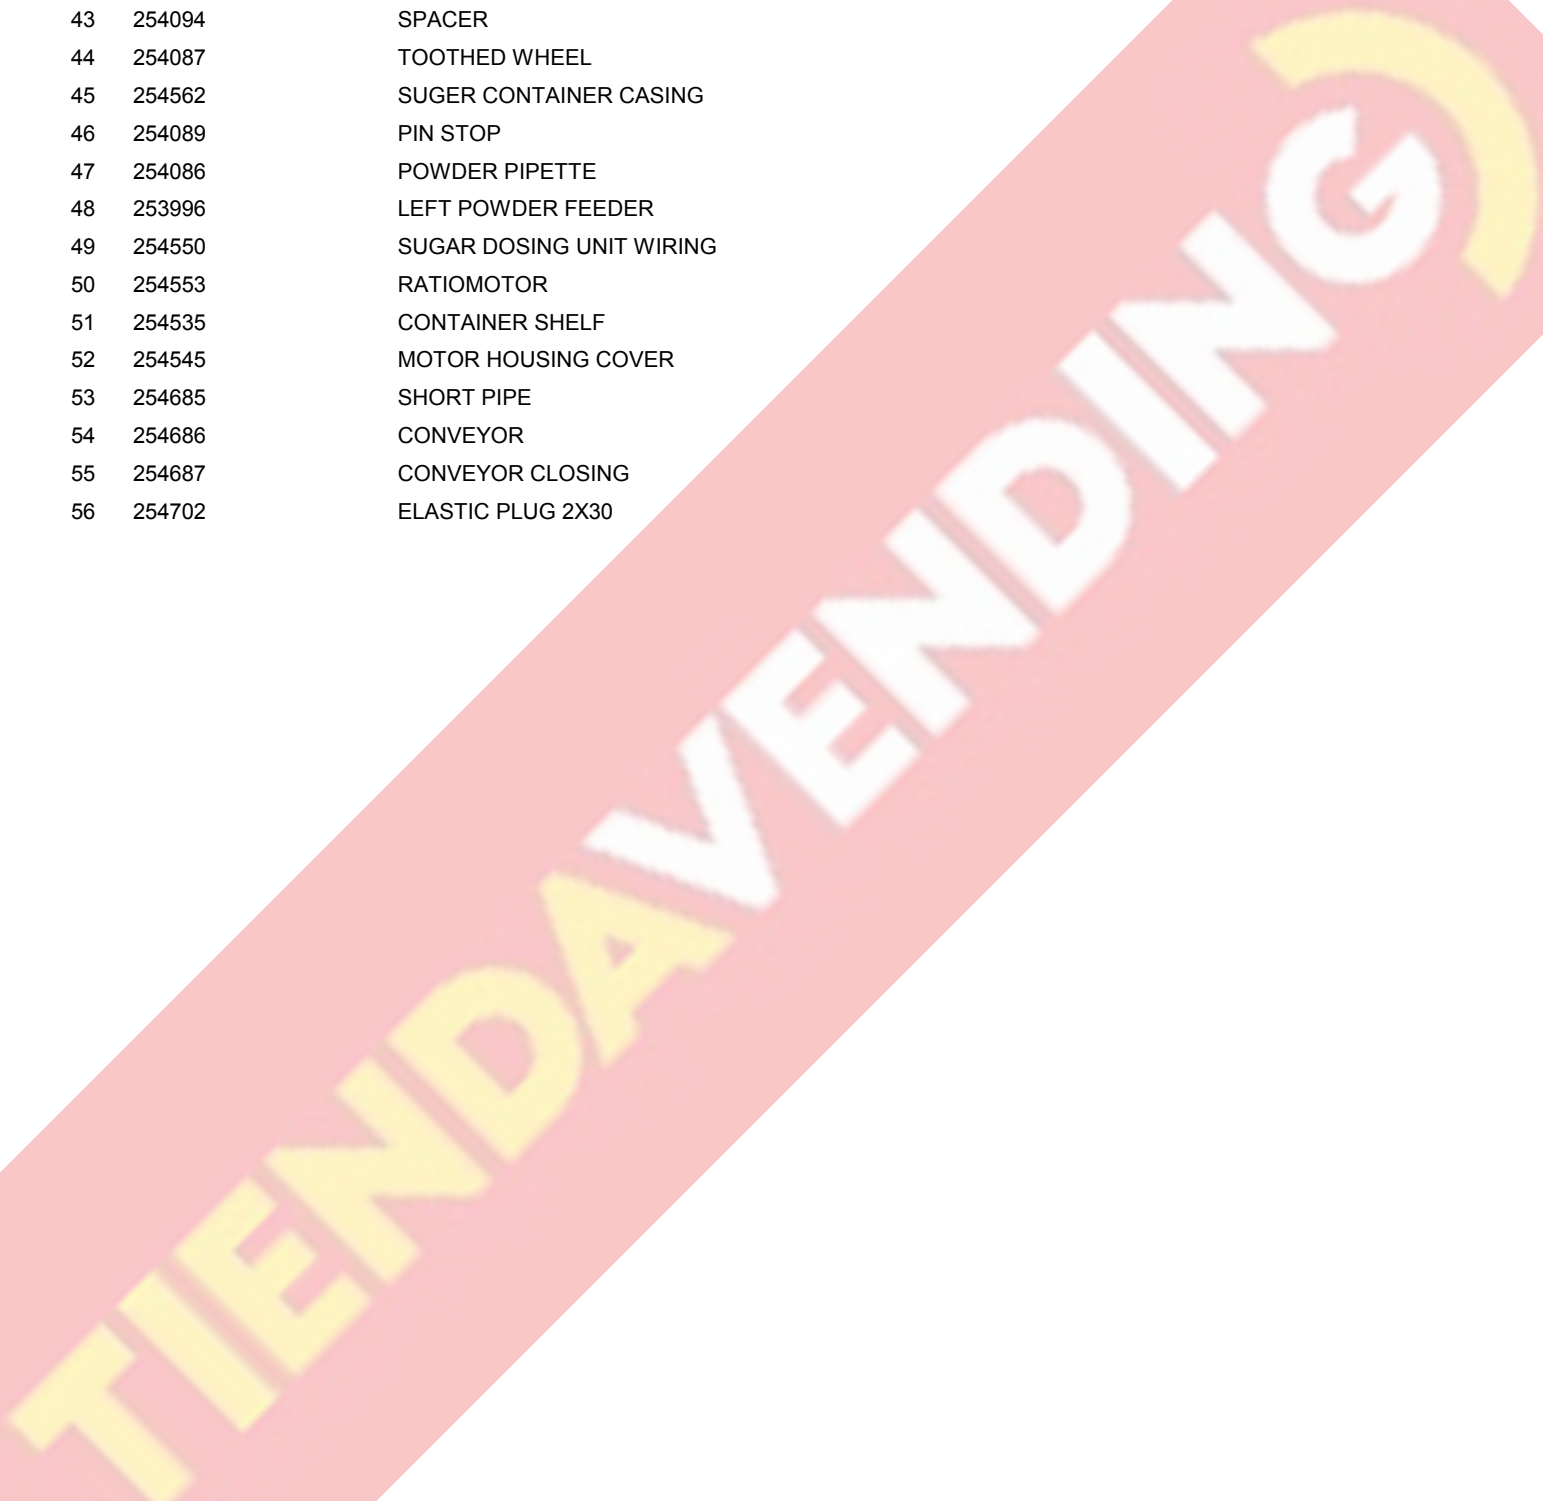 43 254094 SPACER
44 254087 TOOTHED WHEEL
45 254562 SUGER CONTAINER CASING
46 254089 PIN STOP
47 254086 POWDER PIPETTE
48 253996 LEFT POWDER FEEDER
49 254550 SUGAR DOSING UNIT WIRING
50 254553 RATIOMOTOR
51 254535 CONTAINER SHELF
52 254545 MOTOR HOUSING COVER
53 254685 SHORT PIPE
54 254686 CONVEYOR
55 254687 CONVEYOR CLOSING
56 254702 ELASTIC PLUG 2X30
TIENDAVENDING